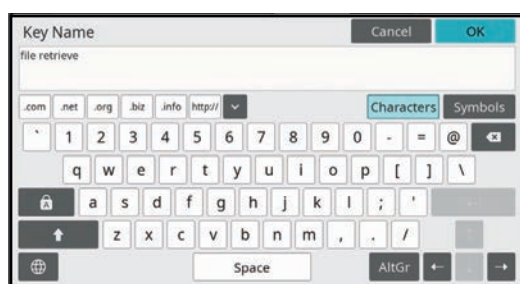 Key Name Cancel OK
file retrieve
.com .net .org .biz .info http://
Characters Symbols
` 1 2 3 4 5 6 7 8 9 0 - = @
q w e r t y u i o p [ ] \
A a s d f g h j k l ; '
z x c v b n m , . /
Space AltGr